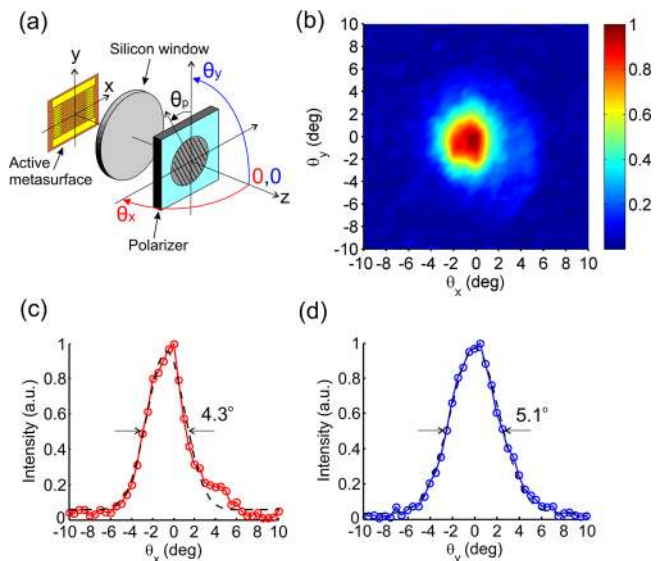 (a)
Silicon window
y
x
θy
θp
Active
metasurface
0,0
z
θx
Polarizer
(b)
10
8
6
4
2
0
-2
-4
-6
-8
-10
θy (deg)
-10 -8 -6 -4 -2 0 2 4 6 8 10
θx (deg)
1
0.8
0.6
0.4
0.2
(c)
1
0.8
0.6
0.4
0.2
0
Intensity (a.u.)
4.3°
-10 -8 -6 -4 -2 0 2 4 6 8 10
θx (deg)
(d)
1
0.8
0.6
0.4
0.2
0
Intensity (a.u.)
5.1°
-10 -8 -6 -4 -2 0 2 4 6 8 10
θy (deg)